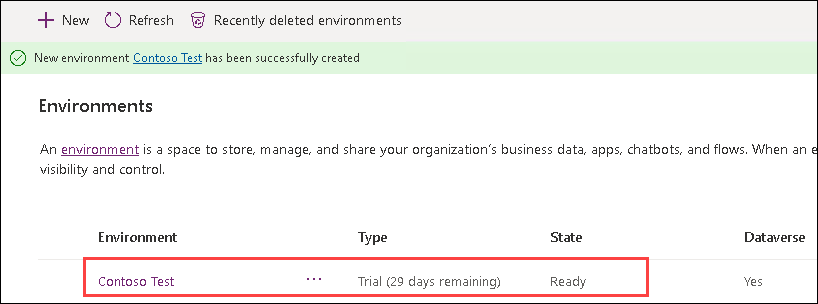 New Refresh Recently deleted environments
New environment Contoso Test has been successfully created
Environments
An environment is a space to store, manage, and share your organization's business data, apps, chatbots, and flows. When an e
visibility and control.
Environment Type State Dataverse
Contoso Test ··· Trial (29 days remaining) Ready Yes